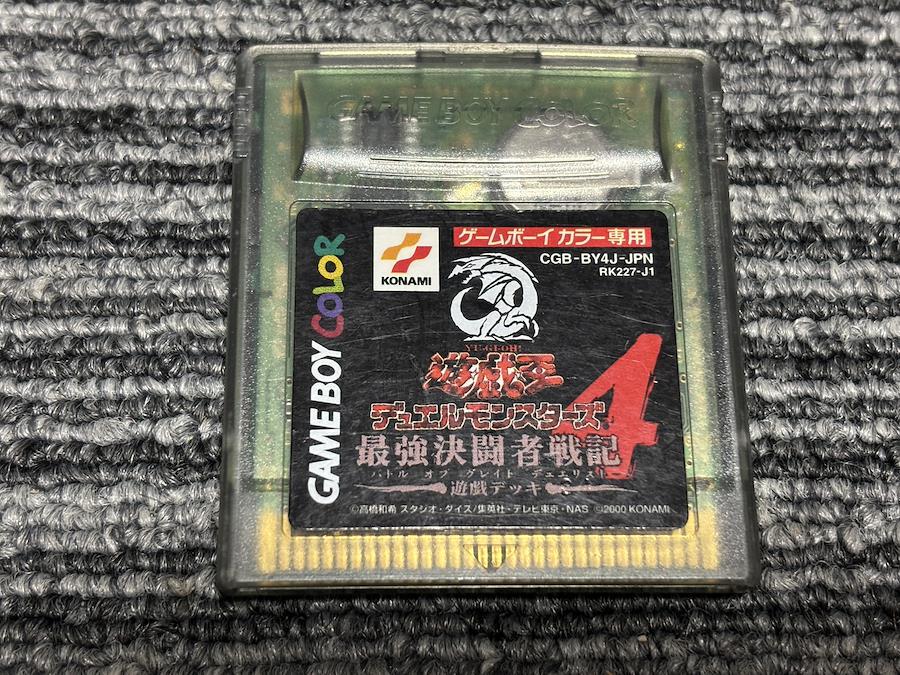 GAME BOY COLOR
GAME BOY COLOR
KONAMI
ゲームボーイカラー専用
CGB-BY4J-JPN
RK227-J1
YU-GI-OH!
遊戯王
デュエルモンスターズ4
最強決闘者戦記
バトル オブ グレイト デュエリスト
遊戯デッキ
©高橋和希 スタジオ・ダイス/集英社・テレビ東京・NAS ©2000 KONAMI